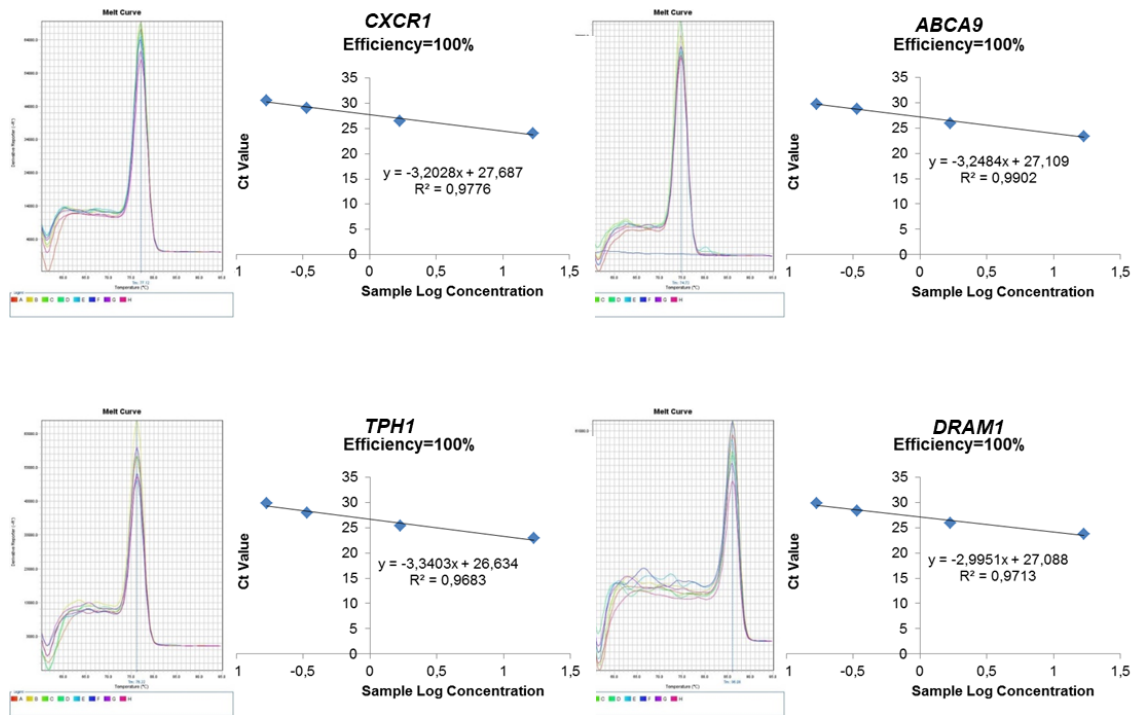 Melt Curve
CXCR1
Efficiency=100%
35
30
25
20
15
10
5
0
Ct Value
y = -3,2028x + 27,687
R² = 0,9776
1
-0,5
0
0,5
1
1,5
Sample Log Concentration
Temperature (°C)
A B C D E F G H
ABCA9
Efficiency=100%
35
30
25
20
15
10
5
0
Ct Value
y = -3,2484x + 27,109
R² = 0,9902
1
-0,5
0
0,5
1
1,5
Sample Log Concentration
Temperature (°C)
C D E F G H
Melt Curve
TPH1
Efficiency=100%
35
30
25
20
15
10
5
0
Ct Value
y = -3,3403x + 26,634
R² = 0,9683
1
-0,5
0
0,5
1
1,5
Sample Log Concentration
Temperature (°C)
A B C D E F G H
Melt Curve
DRAM1
Efficiency=100%
35
30
25
20
15
10
5
0
Ct Value
y = -2,9951x + 27,088
R² = 0,9713
1
-0,5
0
0,5
1
1,5
Sample Log Concentration
Temperature (°C)
C D E F G H